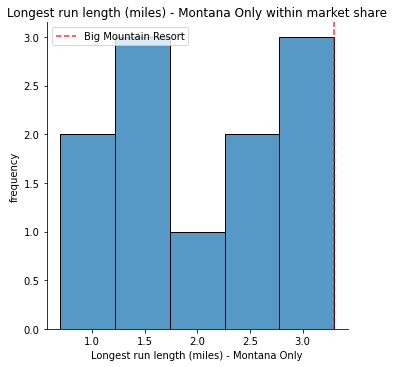 Longest run length (miles) - Montana Only within market share
Big Mountain Resort
3.0
2.5
2.0
1.5
1.0
0.5
0.0
frequency
1.0 1.5 2.0 2.5 3.0
Longest run length (miles) - Montana Only